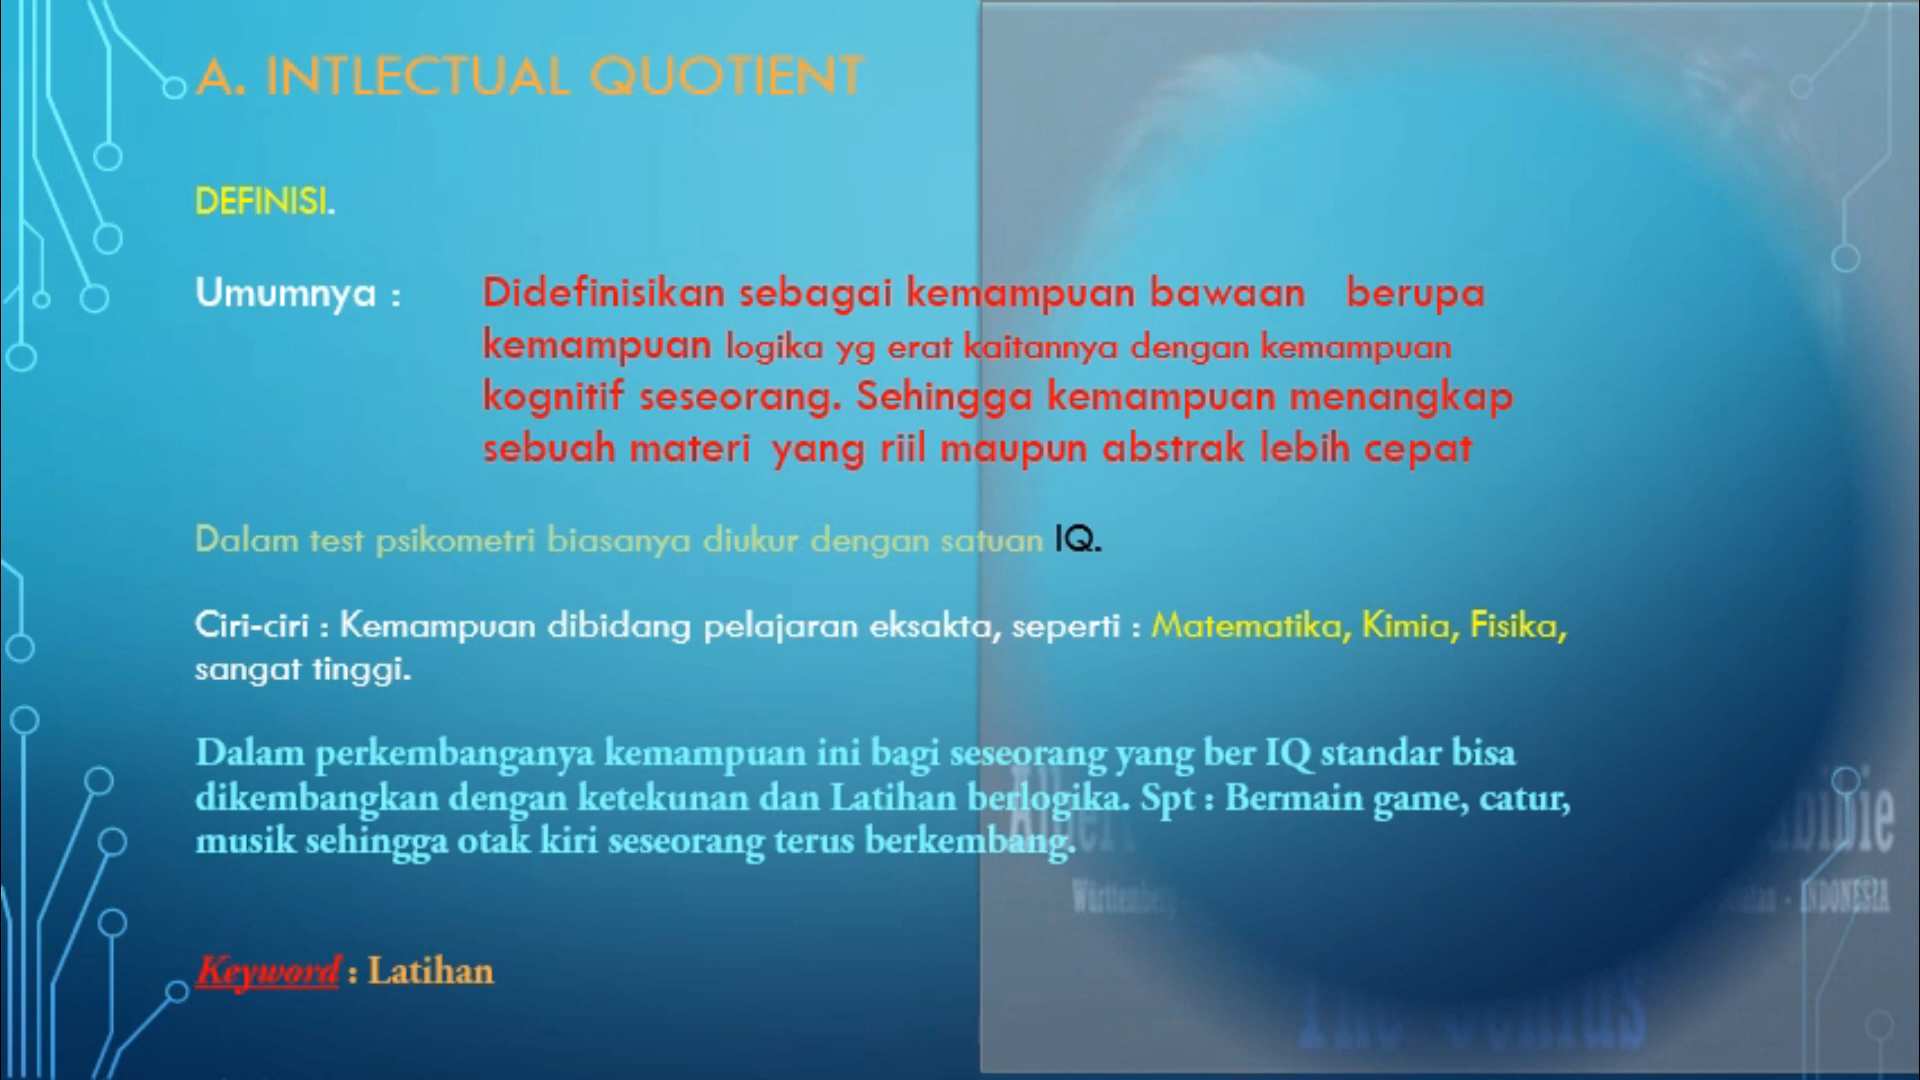 A. INTLECTUAL QUOTIENT
DEFINISI.
Umumnya : Didefinisikan sebagai kemampuan bawaan berupa
kemampuan logika yg erat kaitannya dengan kemampuan
kognitif seseorang. Sehingga kemampuan menangkap
sebuah materi yang riil maupun abstrak lebih cepat
Dalam test psikometri biasanya diukur dengan satuan IQ.
Ciri-ciri : Kemampuan dibidang pelajaran eksakta, seperti : Matematika, Kimia, Fisika,
sangat tinggi.
Dalam perkembanganya kemampuan ini bagi seseorang yang ber IQ standar bisa
dikembangkan dengan ketekunan dan Latihan berlogika. Spt : Bermain game, catur,
musik sehingga otak kiri seseorang terus berkembang.
Württemberg - INDONESIA
The Genius
Keyword : Latihan